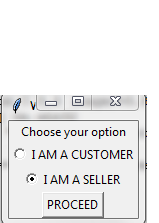 Choose your option
I AM A CUSTOMER
I AM A SELLER
PROCEED